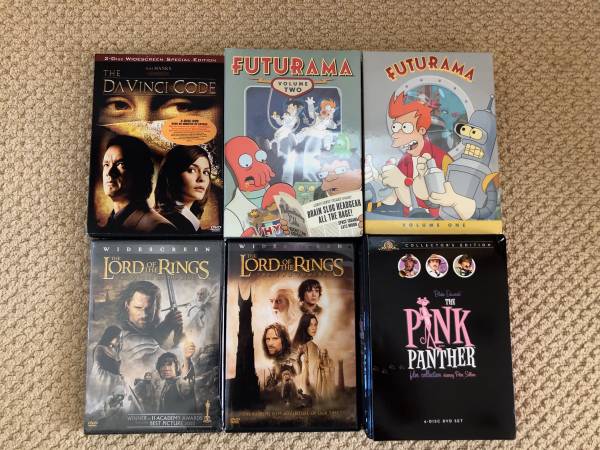 2-Disc Widescreen Special Edition
TOM HANKS
THE
DA VINCI CODE
DVD
FUTURAMA
VOLUME
TWO
BRAIN SLUG HEADGEAR
ALL THE RAGE!
FUTURAMA
VOLUME ONE
WIDESCREEN
THE
LORD OF THE RINGS
WINNER OF 11 ACADEMY AWARDS
BEST PICTURE 2003
DVD
WIDESCREEN
THE
LORD OF THE RINGS
DVD
MGM
COLLECTOR'S EDITION
Blake Edwards'
THE
PINK
PANTHER
film collection starring Peter Sellers
6-DISC DVD SET